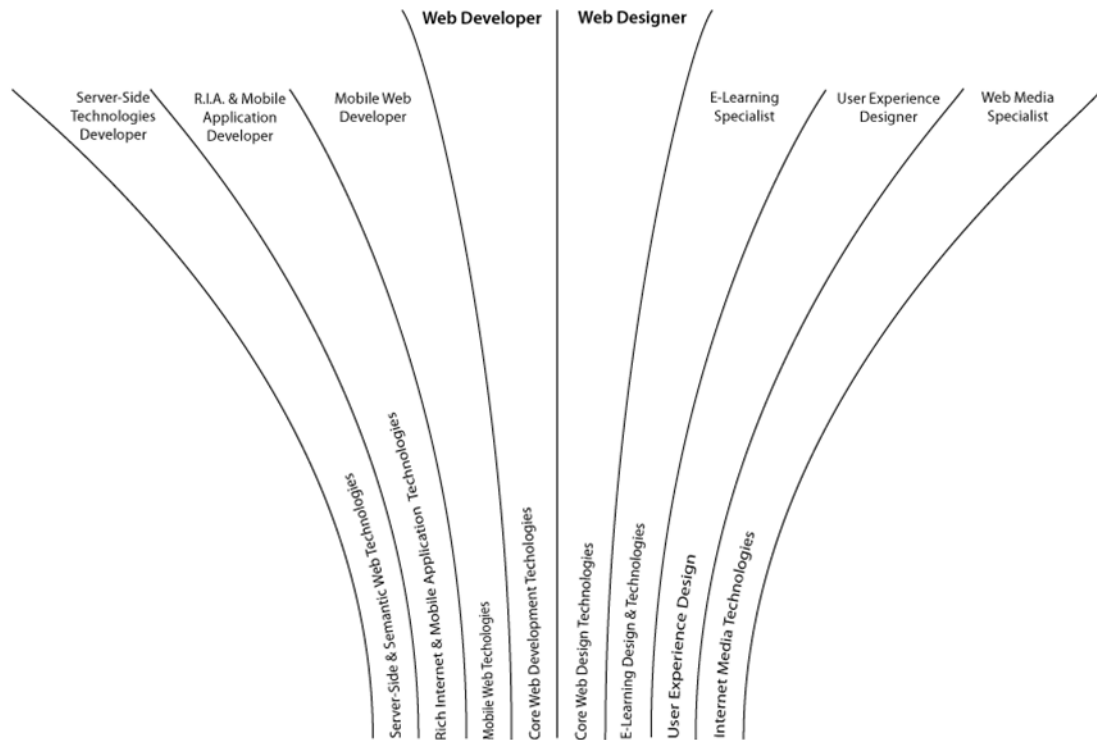 Web Developer
Web Designer
Server-Side
Technologies
Developer
R.I.A. & Mobile
Application
Developer
Mobile Web
Developer
E-Learning
Specialist
User Experience
Designer
Web Media
Specialist
Server-Side & Semantic Web Technologies
Rich Internet & Mobile Application Technologies
Mobile Web Techologies
Core Web Development Techologies
Core Web Design Technologies
E-Learning Design & Technologies
User Experience Design
Internet Media Technologies